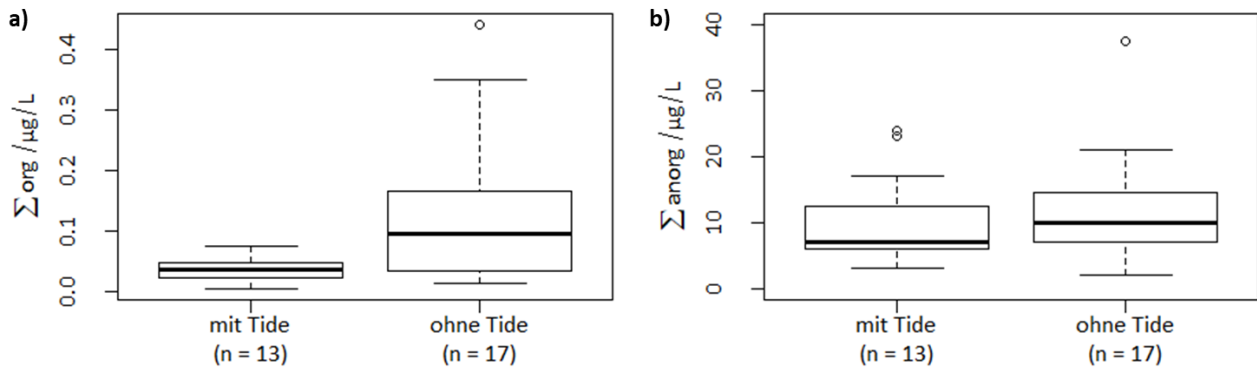 a)
∑org /µg/L
0.0
0.1
0.2
0.3
0.4
mit Tide
(n = 13)
ohne Tide
(n = 17)
b)
∑anorg /µg/L
0
10
20
30
40
mit Tide
(n = 13)
ohne Tide
(n = 17)